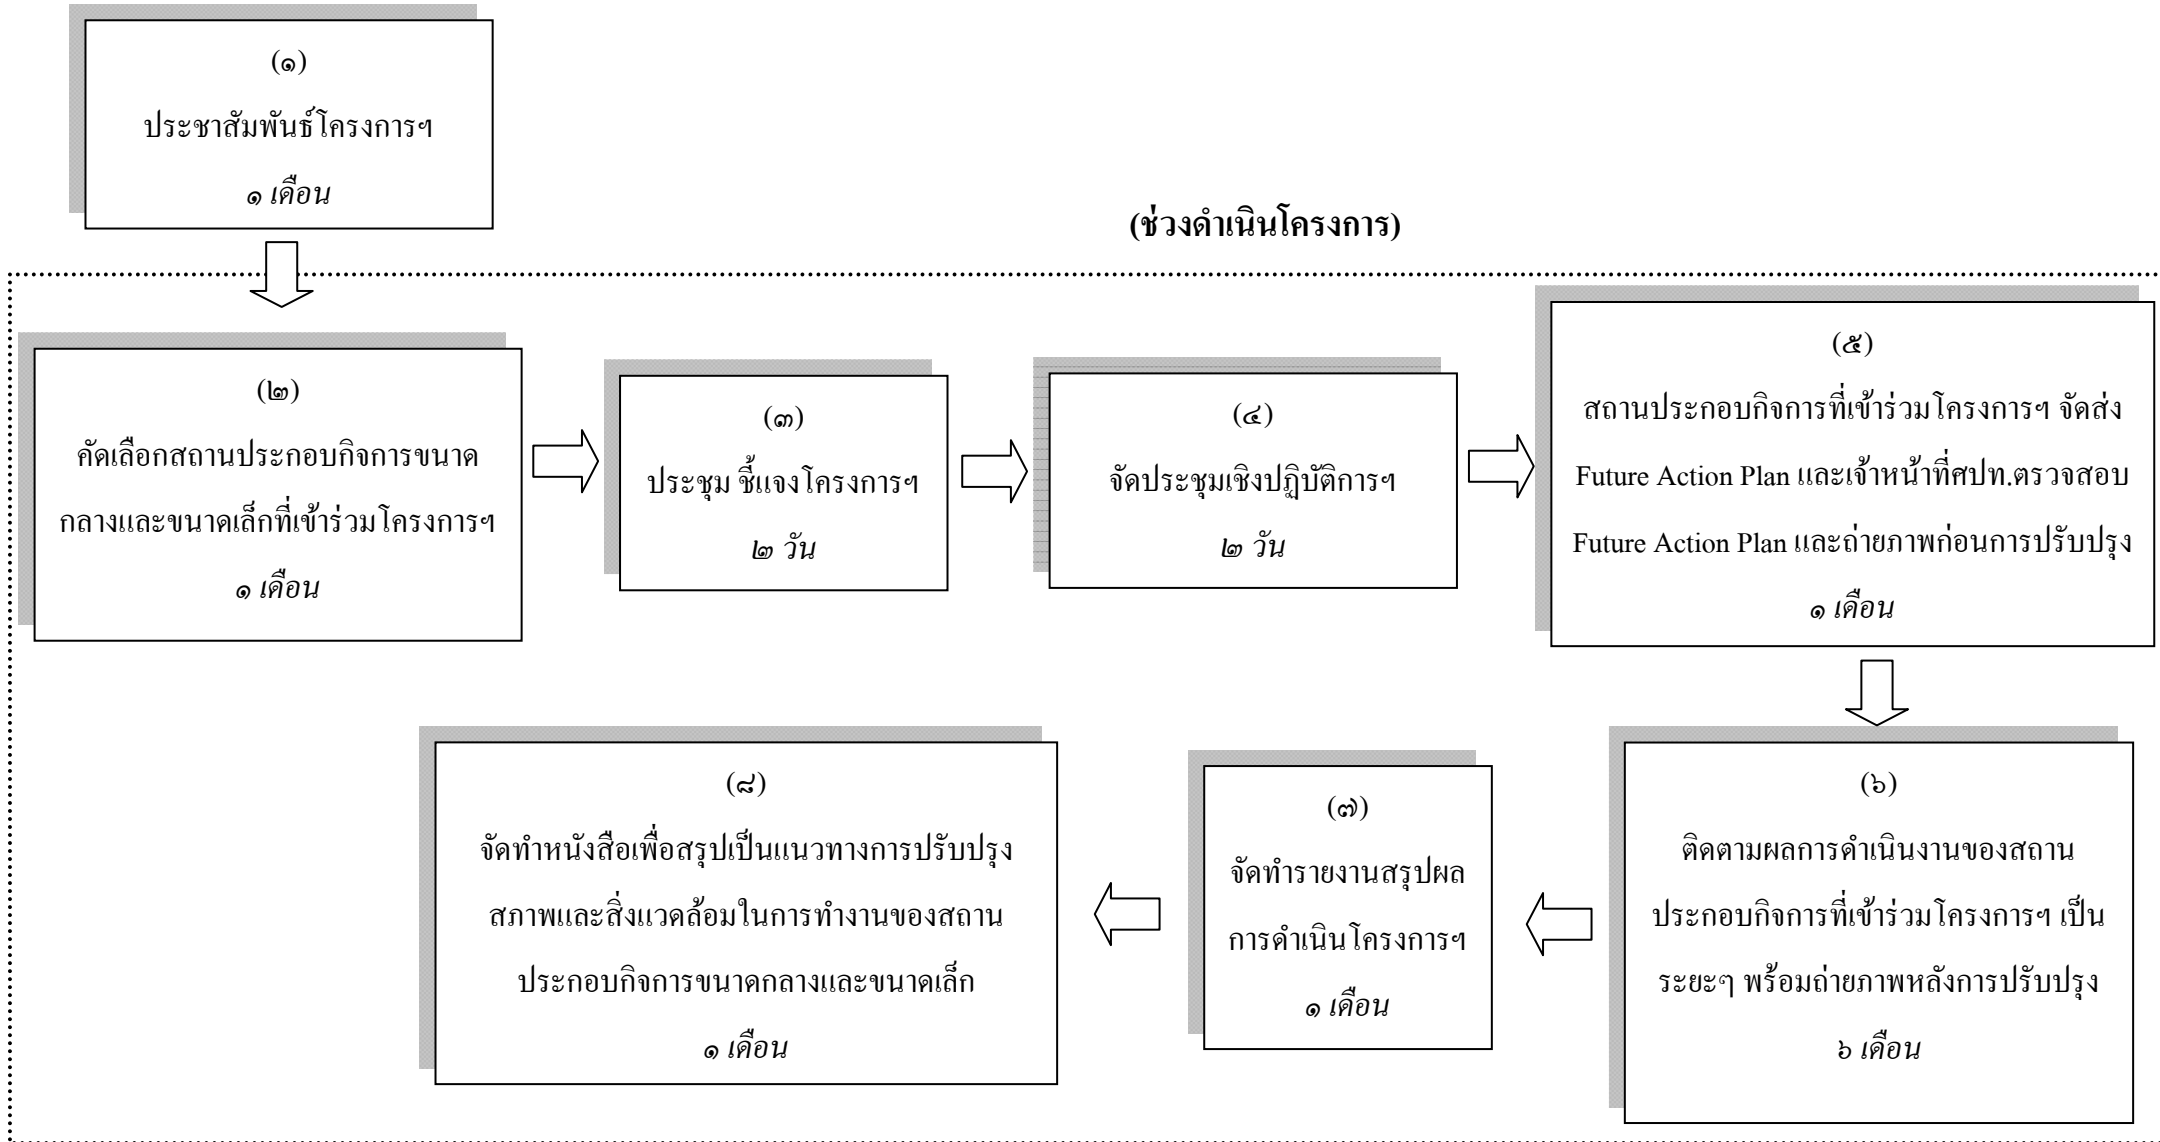 (๑)
ประชาสัมพันธ์โครงการฯ
๑ เดือน
(ช่วงดำเนินโครงการ)
(๒)
คัดเลือกสถานประกอบกิจการขนาด
กลางและขนาดเล็กที่เข้าร่วมโครงการฯ
๑ เดือน
(๓)
ประชุม ชี้แจงโครงการฯ
๒ วัน
(๔)
จัดประชุมเชิงปฏิบัติการฯ
๒ วัน
(๕)
สถานประกอบกิจการที่เข้าร่วมโครงการฯ จัดส่ง
Future Action Plan และเจ้าหน้าที่ศปท.ตรวจสอบ
Future Action Plan และถ่ายภาพก่อนการปรับปรุง
๑ เดือน
(๖)
ติดตามผลการดำเนินงานของสถาน
ประกอบกิจการที่เข้าร่วมโครงการฯ เป็น
ระยะๆ พร้อมถ่ายภาพหลังการปรับปรุง
๖ เดือน
(๗)
จัดทำรายงานสรุปผล
การดำเนินโครงการฯ
๑ เดือน
(๘)
จัดทำหนังสือเพื่อสรุปเป็นแนวทางการปรับปรุง
สภาพและสิ่งแวดล้อมในการทำงานของสถาน
ประกอบกิจการขนาดกลางและขนาดเล็ก
๑ เดือน